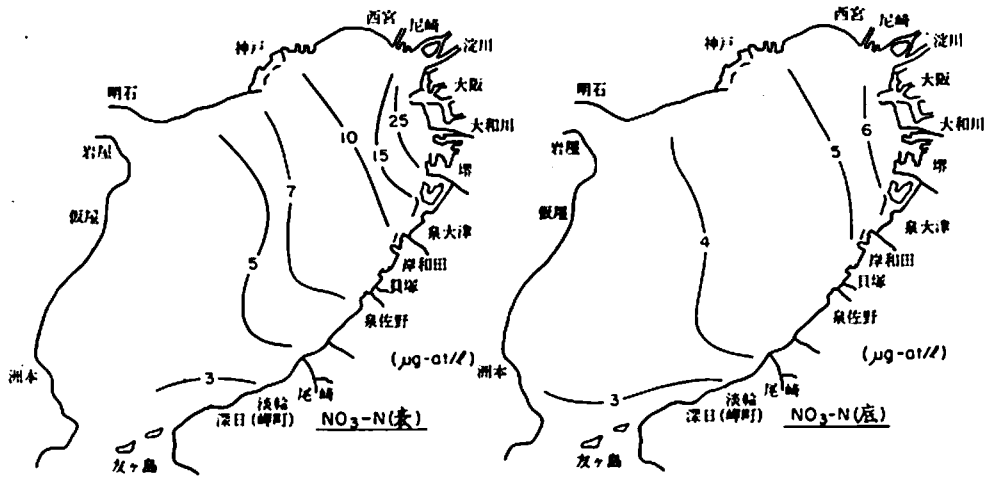 西宮
尼崎
神戸
淀川
大阪
明石
大和川
25
10
15
岩屋
堺
7
仮屋
泉大津
岸和田
5
貝塚
泉佐野
(μg-at/ℓ)
洲本
3
尾崎
淡輪
深日(岬町)
NO₃-N(表)
友ヶ島
西宮
尼崎
神戸
淀川
大阪
明石
大和川
6
岩屋
5
堺
仮屋
泉大津
4
岸和田
貝塚
泉佐野
(μg-at/ℓ)
洲本
3
尾崎
淡輪
深日(岬町)
NO₃-N(底)
友ヶ島